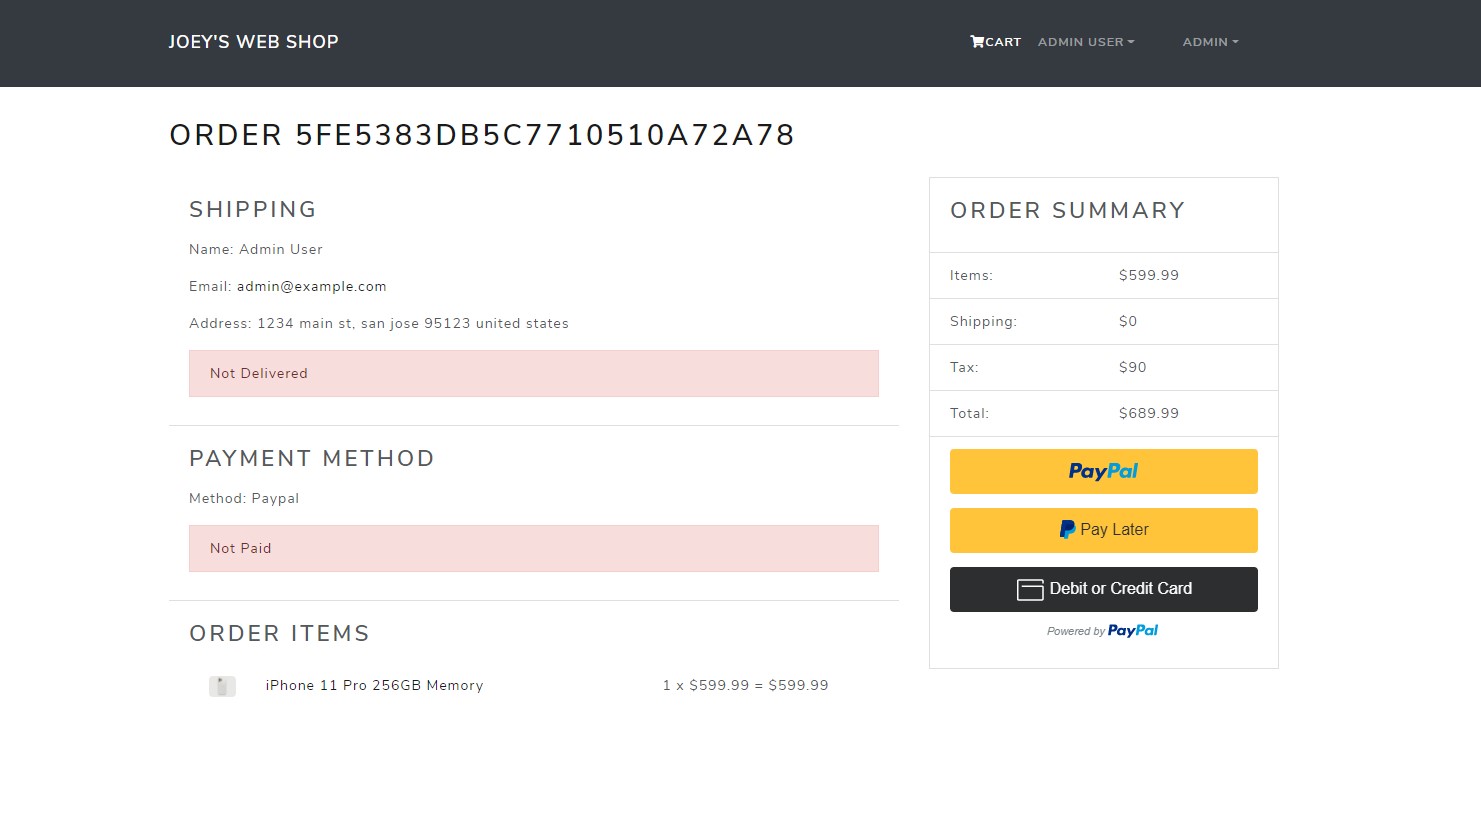 JOEY'S WEB SHOP
CART ADMIN USER ADMIN
ORDER 5FE5383DB5C7710510A72A78
SHIPPING
Name: Admin User
Email: admin@example.com
Address: 1234 main st, san jose 95123 united states
Not Delivered
PAYMENT METHOD
Method: Paypal
Not Paid
ORDER ITEMS
iPhone 11 Pro 256GB Memory 1 x $599.99 = $599.99
ORDER SUMMARY
Items: $599.99
Shipping: $0
Tax: $90
Total: $689.99
PayPal
Pay Later
Debit or Credit Card
Powered by PayPal